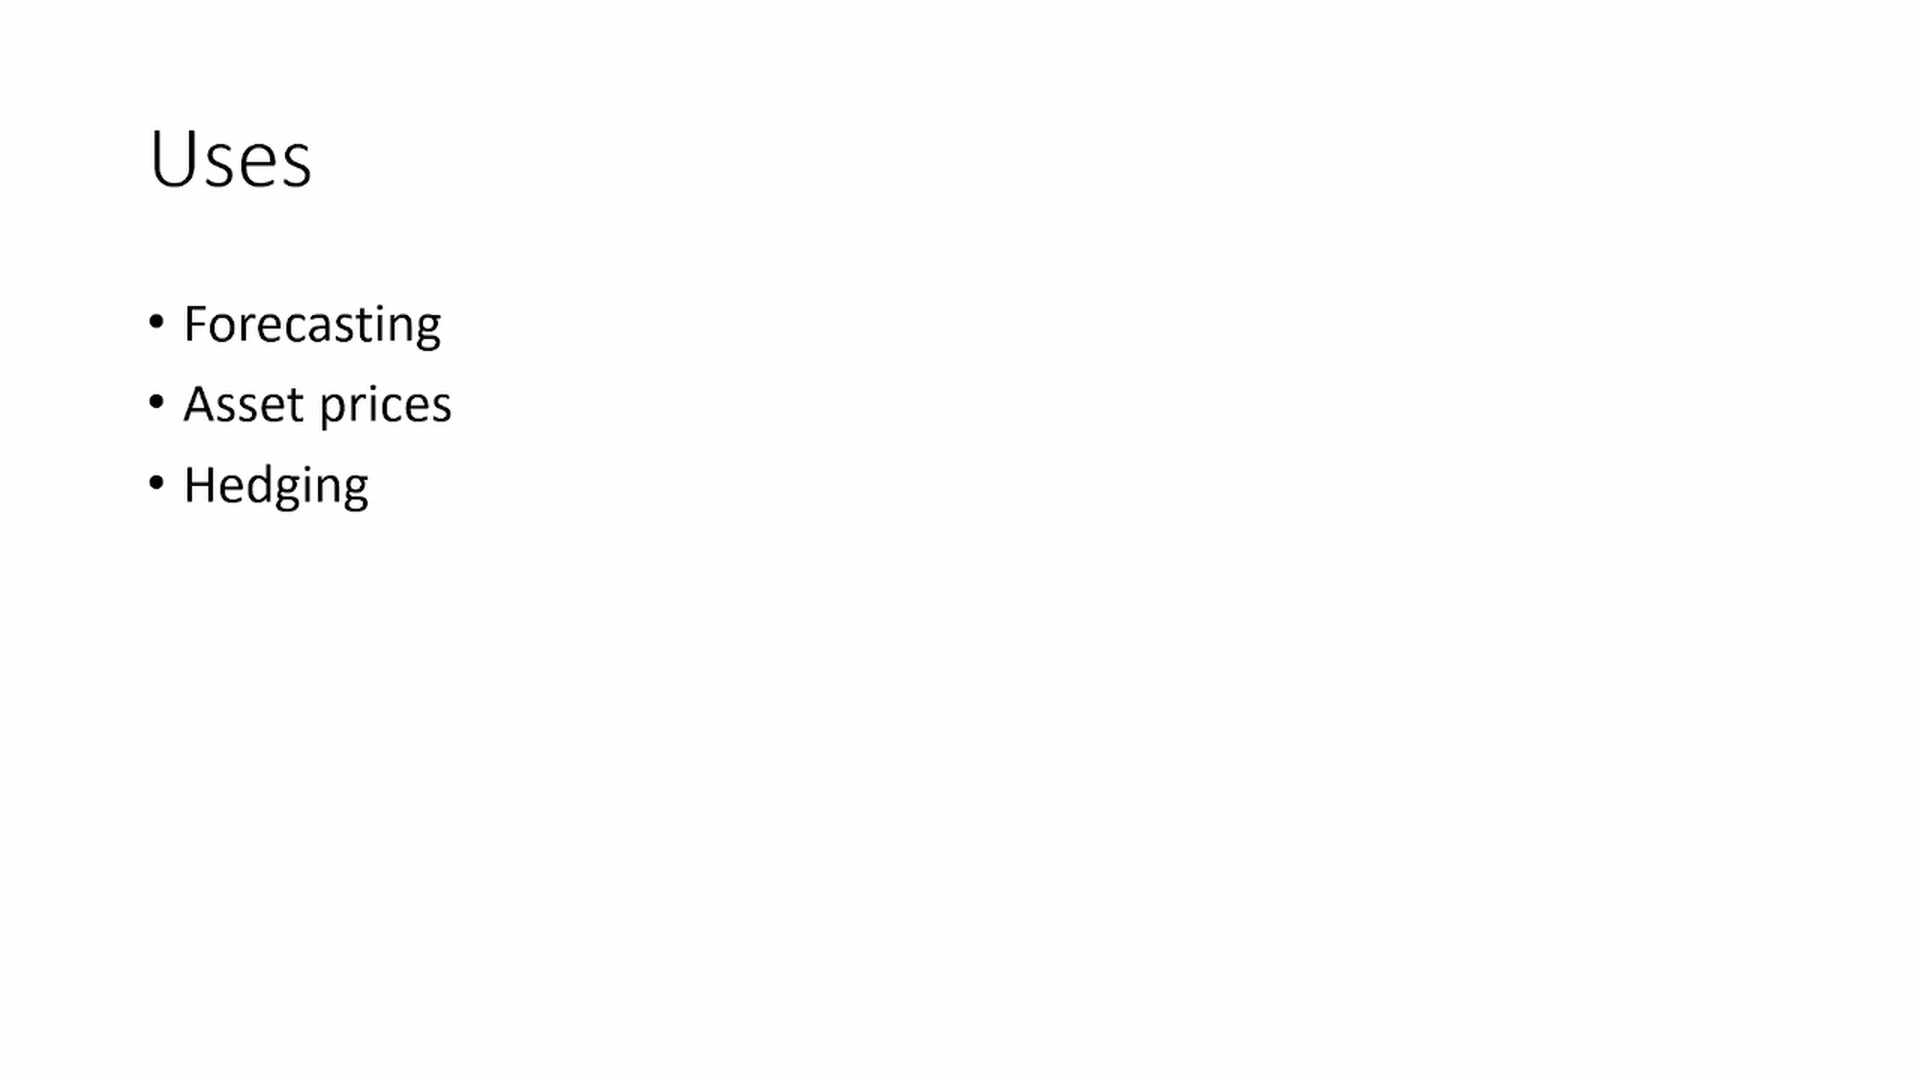 Uses
• Forecasting
• Asset prices
• Hedging